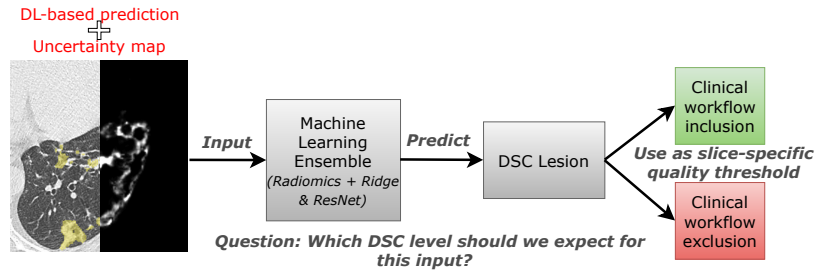 DL-based prediction
Uncertainty map
Input
Machine
Learning
Ensemble
(Radiomics + Ridge
& ResNet)
Predict
DSC Lesion
Clinical
workflow
inclusion
Use as slice-specific
quality threshold
Clinical
workflow
exclusion
Question: Which DSC level should we expect for
this input?